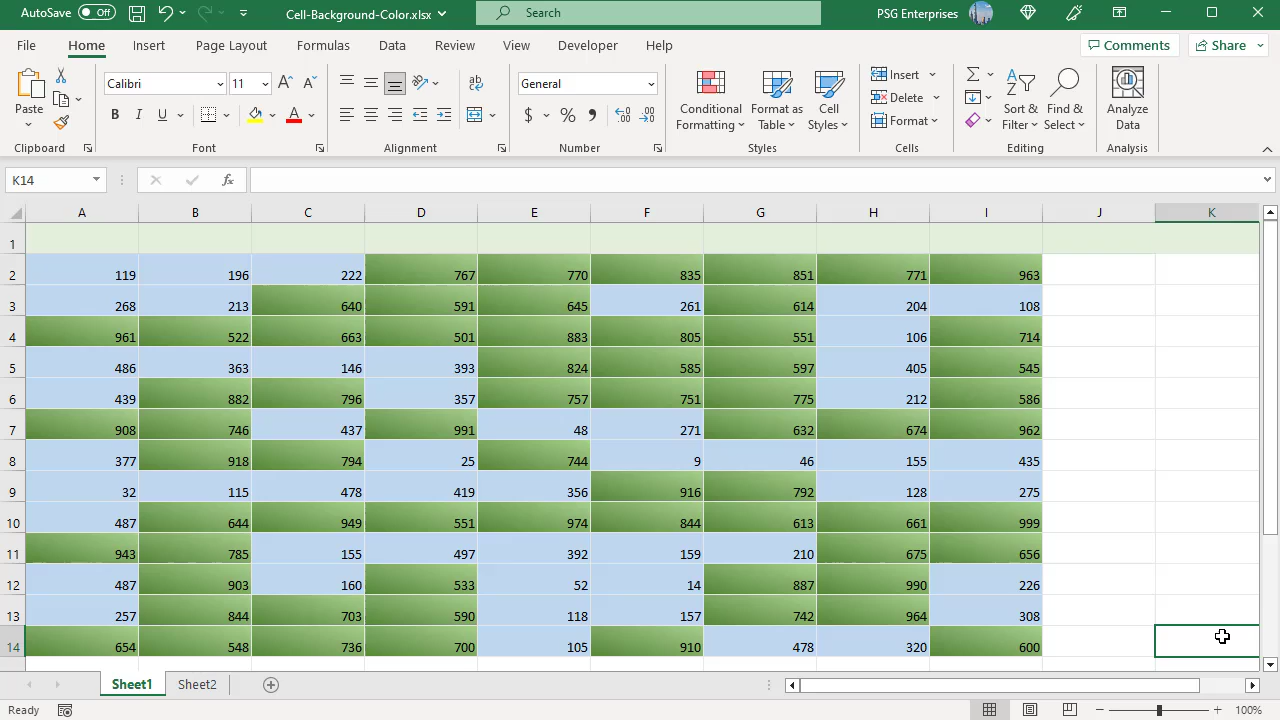 AutoSave Off Cell-Background-Color.xlsx Search PSG Enterprises
File Home Insert Page Layout Formulas Data Review View Developer Help Comments Share
Paste Calibri 11 General Conditional Formatting Format as Table Cell Styles Insert Delete Format Sort & Filter Find & Select Analyze Data
B I U A $ % ab
Clipboard Font Alignment Number Styles Cells Editing Analysis
K14 fx
A B C D E F G H I J K
1
2 119 196 222 767 770 835 851 771 963
3 268 213 640 591 645 261 614 204 108
4 961 522 663 501 883 805 551 106 714
5 486 363 146 393 824 585 597 405 545
6 439 882 796 357 757 751 775 212 586
7 908 746 437 991 48 271 632 674 962
8 377 918 794 25 744 9 46 155 435
9 32 115 478 419 356 916 792 128 275
10 487 644 949 551 974 844 613 661 999
11 943 785 155 497 392 159 210 675 656
12 487 903 160 533 52 14 887 990 226
13 257 844 703 590 118 157 742 964 308
14 654 548 736 700 105 910 478 320 600
Sheet1 Sheet2
Ready 100%